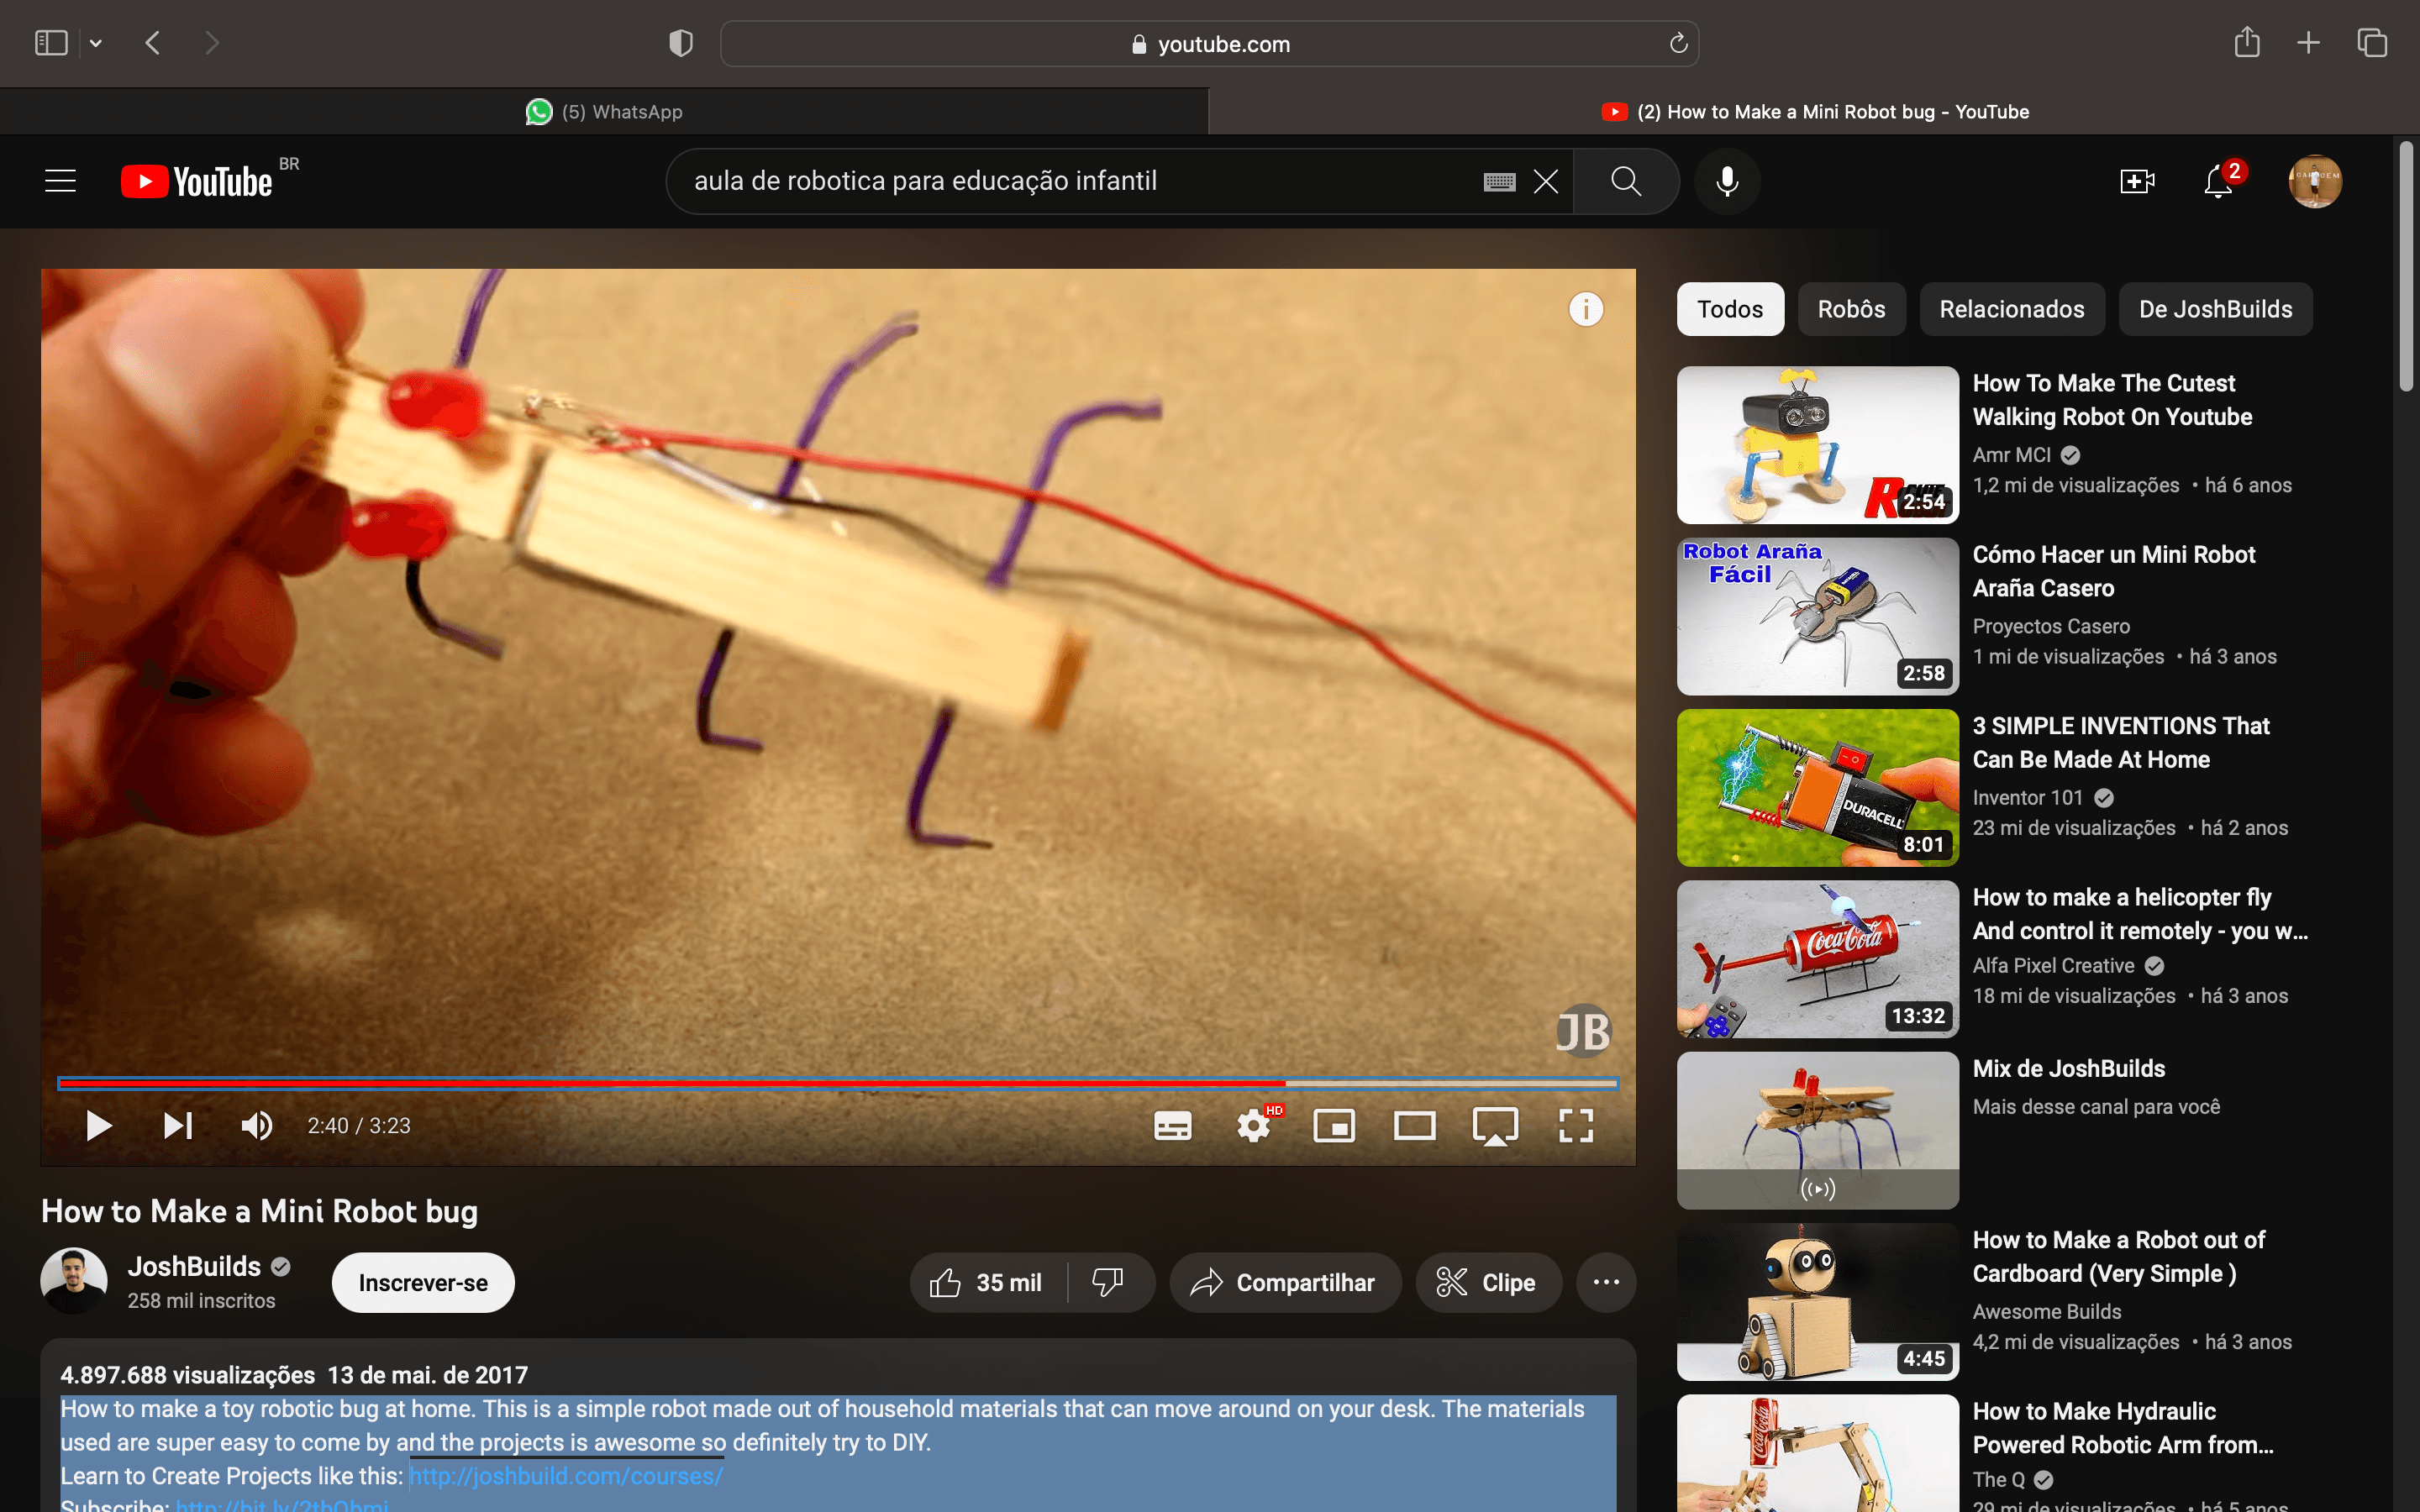 youtube.com
(5) WhatsApp
(2) How to Make a Mini Robot bug - YouTube
YouTube BR
aula de robotica para educação infantil
2
Todos
Robôs
Relacionados
De JoshBuilds
How To Make The Cutest
Walking Robot On Youtube
Amr MCI
1,2 mi de visualizações • há 6 anos
2:54
Robot Araña
Fácil
2:58
Cómo Hacer un Mini Robot
Araña Casero
Proyectos Casero
1 mi de visualizações • há 3 anos
DURACELL
8:01
3 SIMPLE INVENTIONS That
Can Be Made At Home
Inventor 101
23 mi de visualizações • há 2 anos
Coca-Cola
13:32
How to make a helicopter fly
And control it remotely - you w...
Alfa Pixel Creative
18 mi de visualizações • há 3 anos
Mix de JoshBuilds
Mais desse canal para você
4:45
How to Make a Robot out of
Cardboard (Very Simple )
Awesome Builds
4,2 mi de visualizações • há 3 anos
How to Make Hydraulic
Powered Robotic Arm from...
The Q
29 mi de visualizações • há 5 anos
JB
2:40 / 3:23
HD
How to Make a Mini Robot bug
JoshBuilds
258 mil inscritos
Inscrever-se
35 mil
Compartilhar
Clipe
4.897.688 visualizações 13 de mai. de 2017
How to make a toy robotic bug at home. This is a simple robot made out of household materials that can move around on your desk. The materials
used are super easy to come by and the projects is awesome so definitely try to DIY.
Learn to Create Projects like this: http://joshbuild.com/courses/
Subscribe: